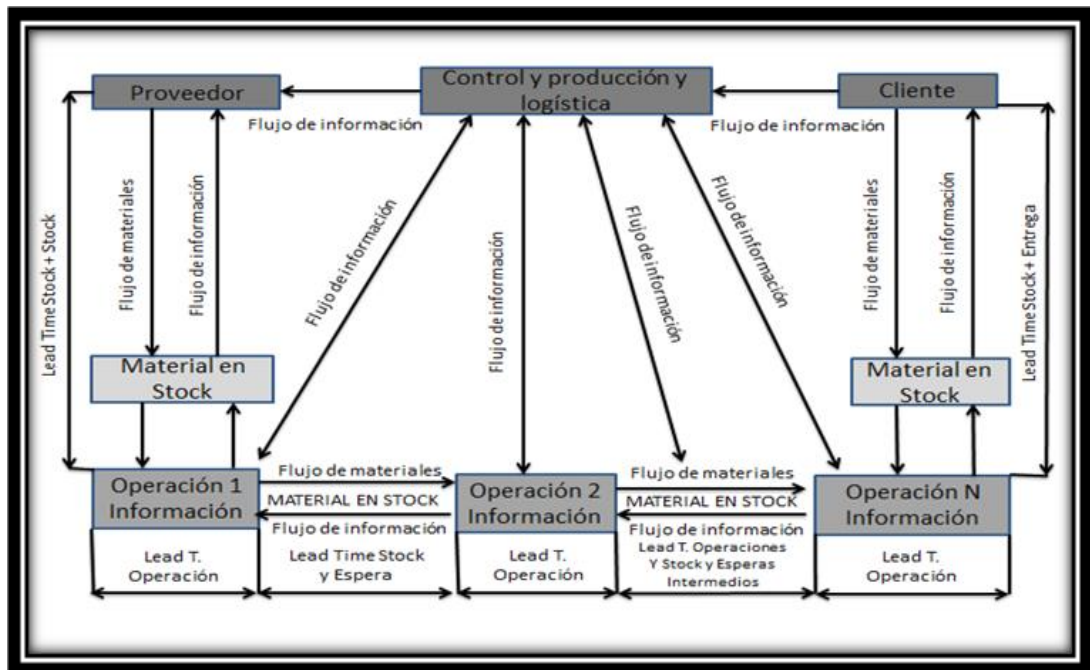 Proveedor
Control y producción y
logística
Cliente
Flujo de información
Flujo de información
Lead TimeStock + Stock
Flujo de materiales
Flujo de información
Flujo de información
Flujo de información
Flujo de información
Flujo de información
Flujo de materiales
Flujo de información
Lead TimeStock + Entrega
Material en
Stock
Material en
Stock
Operación 1
Información
Flujo de materiales
MATERIAL EN STOCK
Flujo de información
Operación 2
Información
Flujo de materiales
MATERIAL EN STOCK
Flujo de información
Operación N
Información
Lead T.
Operación
Lead Time Stock
y Espera
Lead T.
Operación
Lead T. Operaciones
Y Stock y Esperas
Intermedios
Lead T.
Operación